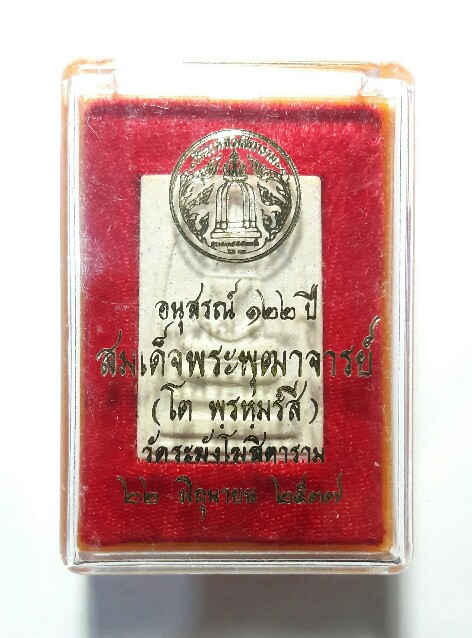 อนุสรณ์ ๑๒๒ ปี
สมเด็จพระพุฒาจารย์
(โต พฺรหฺมรํสี)
วัดระฆังโฆสิตาราม
๒๒ มิถุนายน ๒๕๓๗